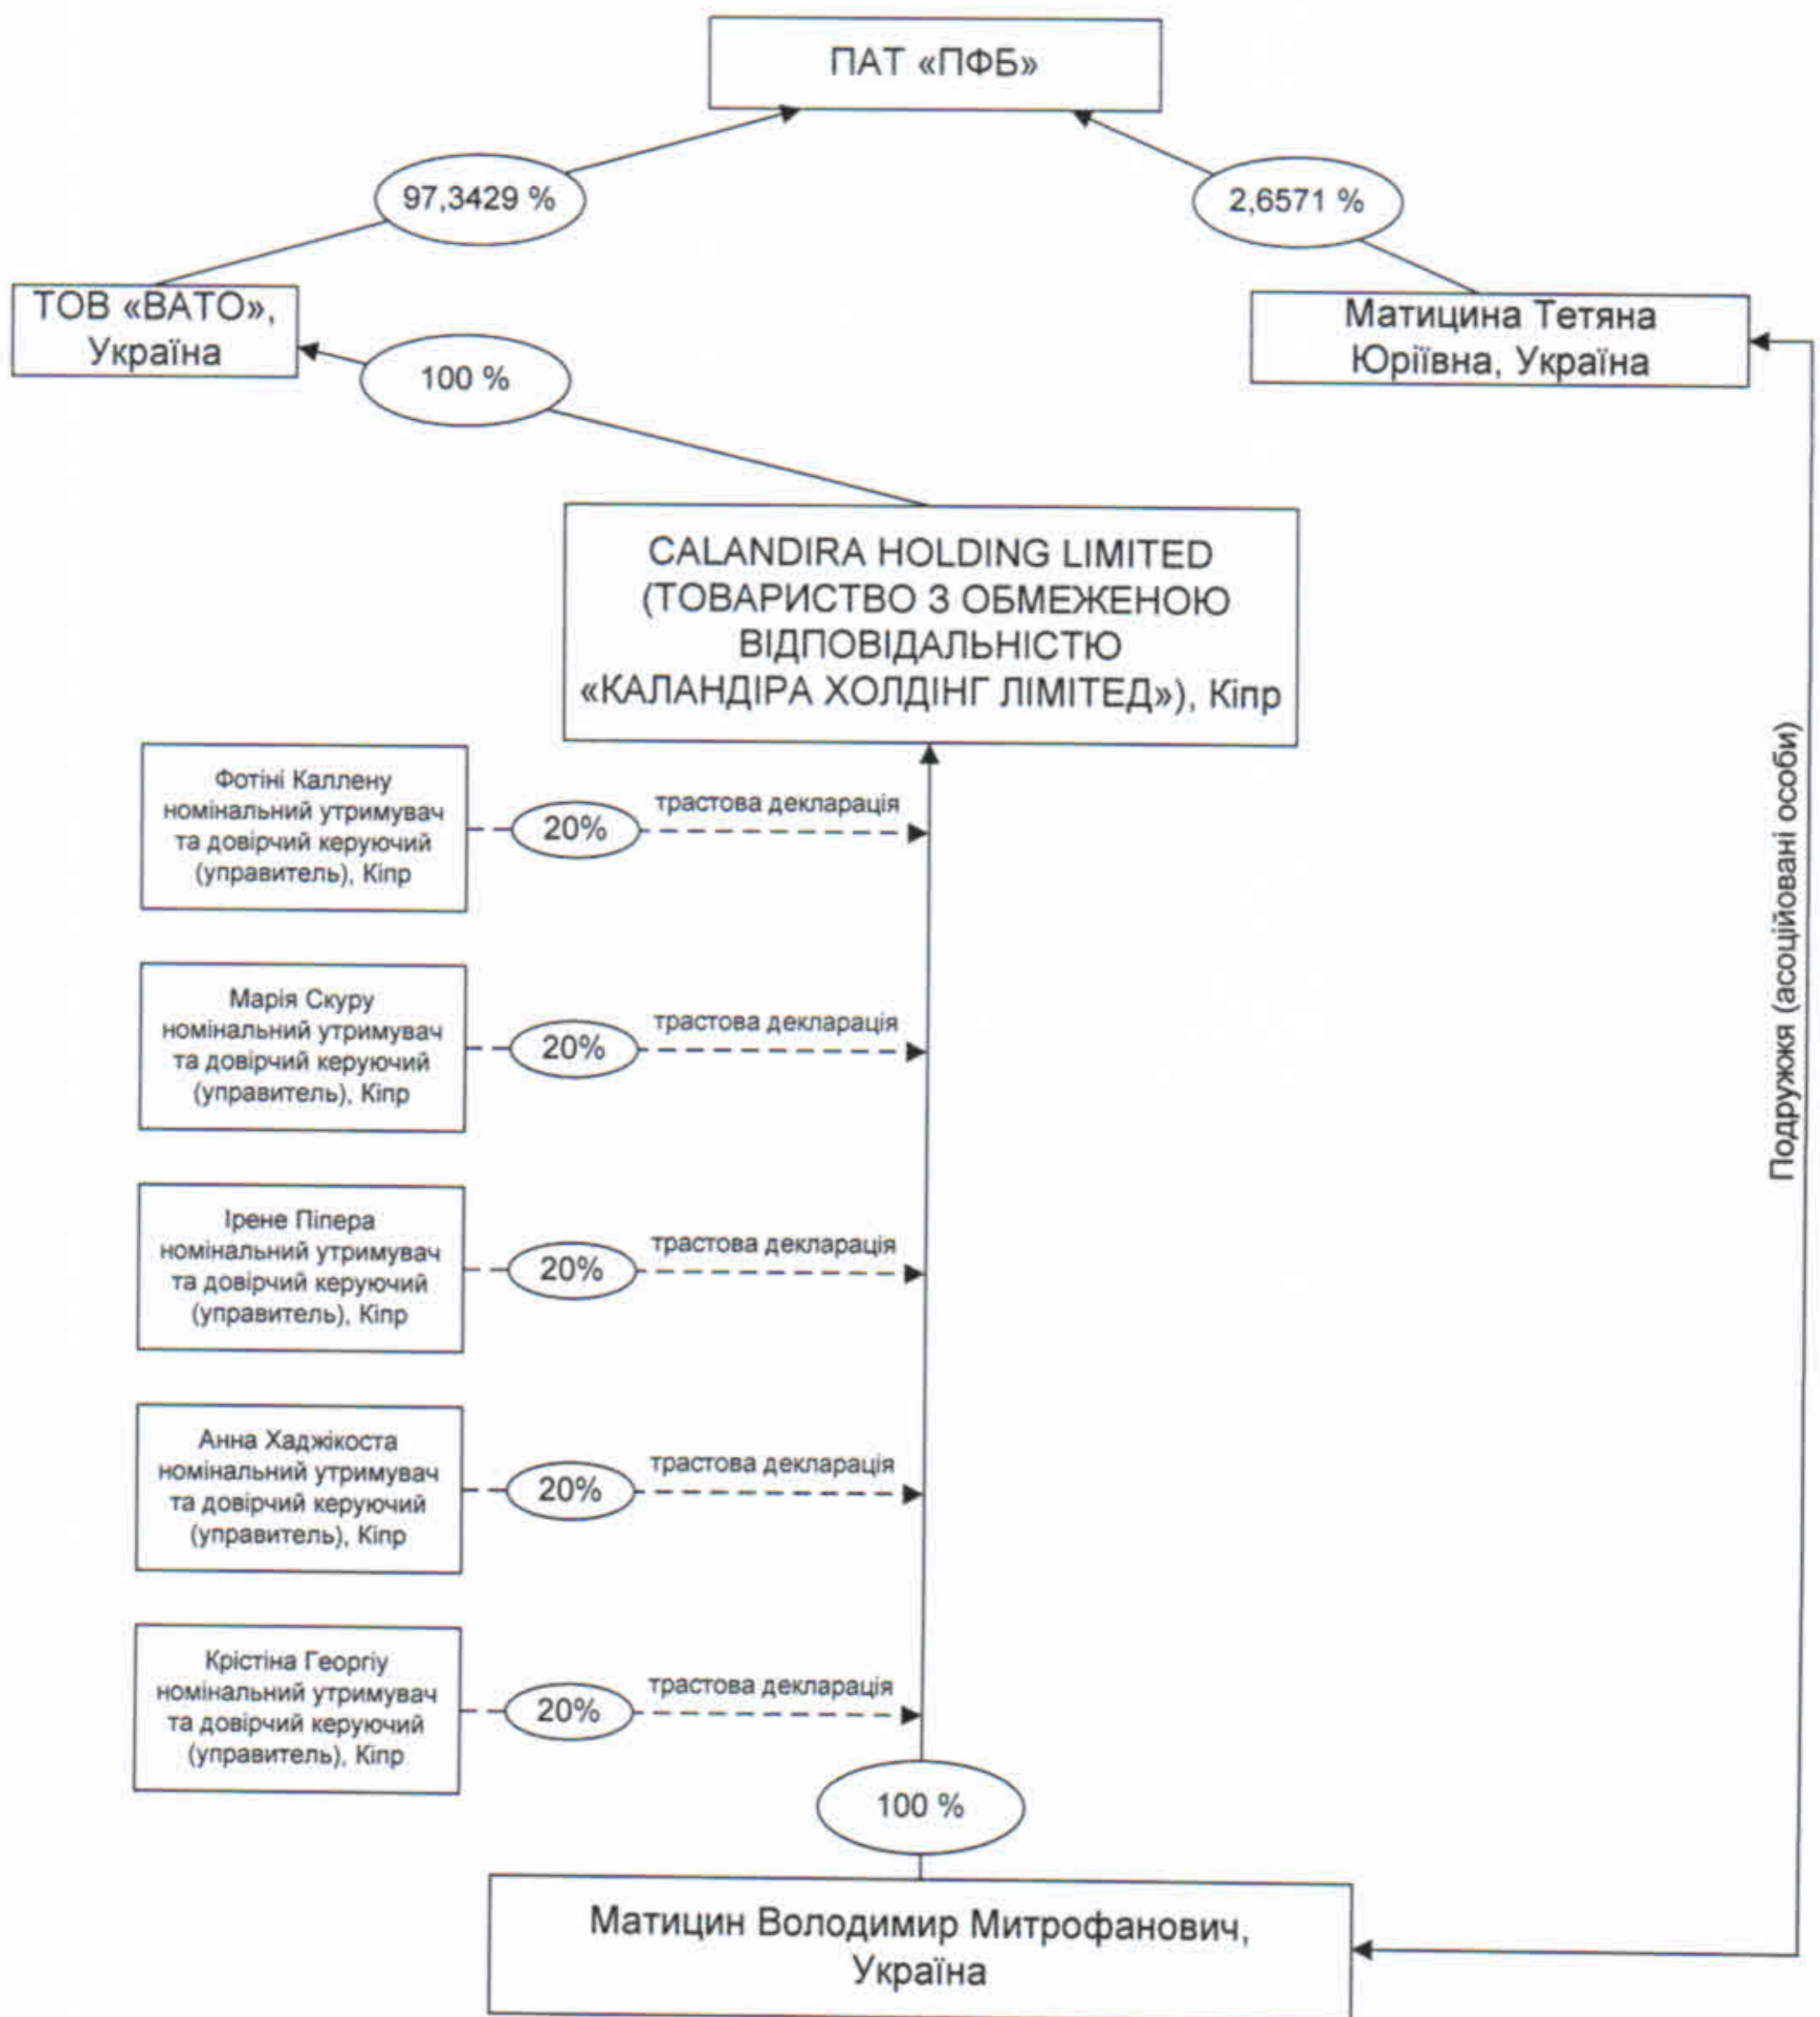 ПАТ «ПФБ»
97,3429 %
2,6571 %
ТОВ «ВАТО»,
Україна
Матицина Тетяна
Юріївна, Україна
100 %
CALANDIRA HOLDING LIMITED
(ТОВАРИСТВО З ОБМЕЖЕНОЮ
ВІДПОВІДАЛЬНІСТЮ
«КАЛАНДІРА ХОЛДІНГ ЛІМІТЕД»), Кіпр
Подружжя (асоційовані особи)
Фотіні Каллену
номінальний утримувач
та довірчий керуючий
(управитель), Кіпр
20%
трастова декларація
Марія Скуру
номінальний утримувач
та довірчий керуючий
(управитель), Кіпр
20%
трастова декларація
Ірене Піпера
номінальний утримувач
та довірчий керуючий
(управитель), Кіпр
20%
трастова декларація
Анна Хаджікоста
номінальний утримувач
та довірчий керуючий
(управитель), Кіпр
20%
трастова декларація
Крістіна Георгіу
номінальний утримувач
та довірчий керуючий
(управитель), Кіпр
20%
трастова декларація
100 %
Матицин Володимир Митрофанович,
Україна